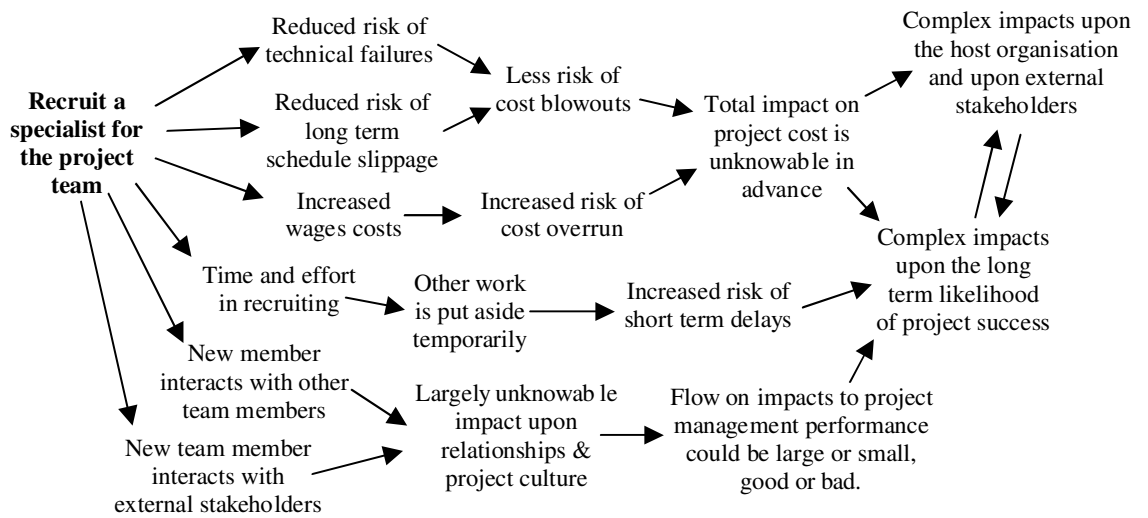 Recruit a
specialist for
the project
team
Reduced risk of
technical failures
Reduced risk of
long term
schedule slippage
Increased
wages costs
Time and effort
in recruiting
New member
interacts with other
team members
New team member
interacts with
external stakeholders
Less risk of
cost blowouts
Increased risk of
cost overrun
Other work
is put aside
temporarily
Largely unknowable
impact upon
relationships &
project culture
Total impact on
project cost is
unknowable in
advance
Increased risk of
short term delays
Flow on impacts to project
management performance
could be large or small,
good or bad.
Complex impacts upon
the host organisation
and upon external
stakeholders
Complex impacts
upon the long
term likelihood
of project success